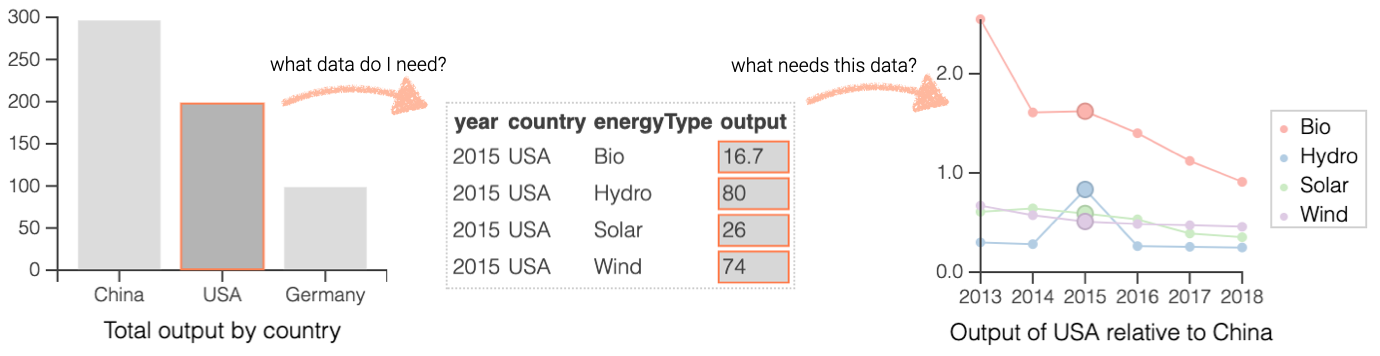 300
250
200
150
100
50
0
China USA Germany
Total output by country
what data do I need?
year country energyType output
2015 USA Bio 16.7
2015 USA Hydro 80
2015 USA Solar 26
2015 USA Wind 74
what needs this data?
2.0
1.0
0.0
2013 2014 2015 2016 2017 2018
Output of USA relative to China
Bio
Hydro
Solar
Wind